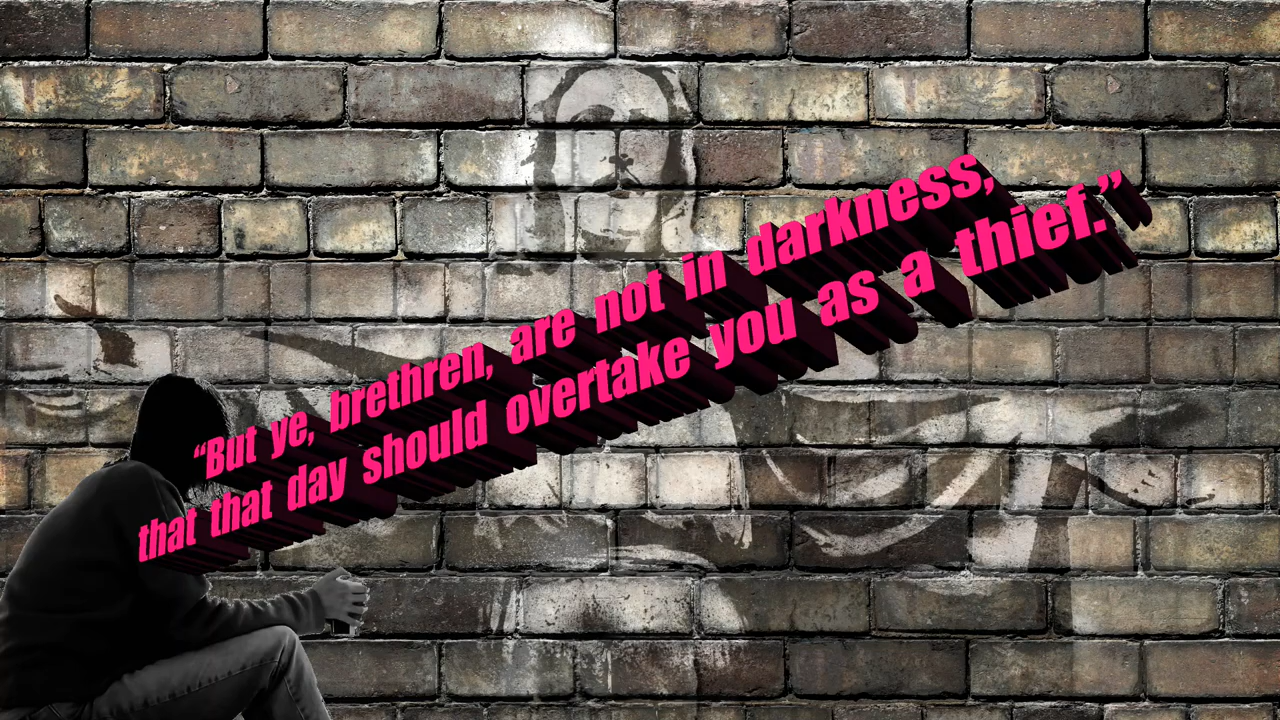 “But ye, brethren, are not in darkness,
that that day should overtake you as a thief.”